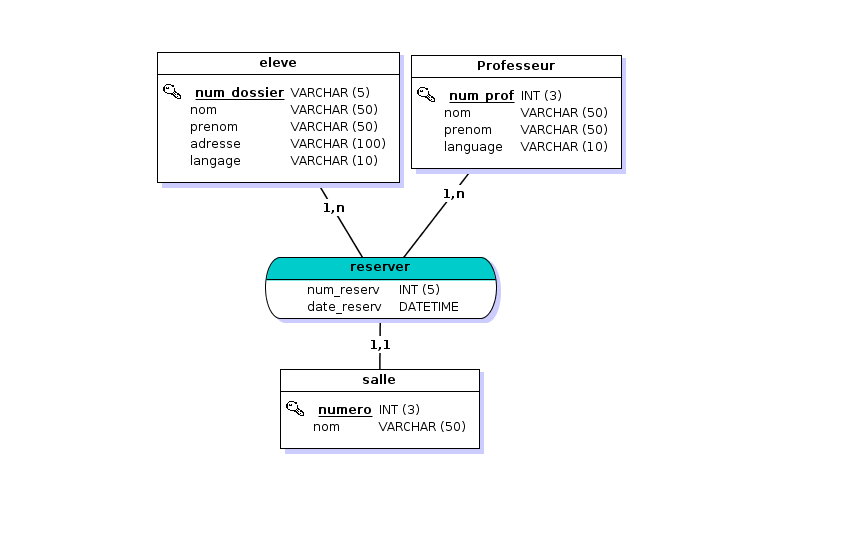 eleve
num_dossier VARCHAR (5)
nom VARCHAR (50)
prenom VARCHAR (50)
adresse VARCHAR (100)
langage VARCHAR (10)
Professeur
num_prof INT (3)
nom VARCHAR (50)
prenom VARCHAR (50)
language VARCHAR (10)
1,n
1,n
reserver
num_reserv INT (5)
date_reserv DATETIME
1,1
salle
numero INT (3)
nom VARCHAR (50)